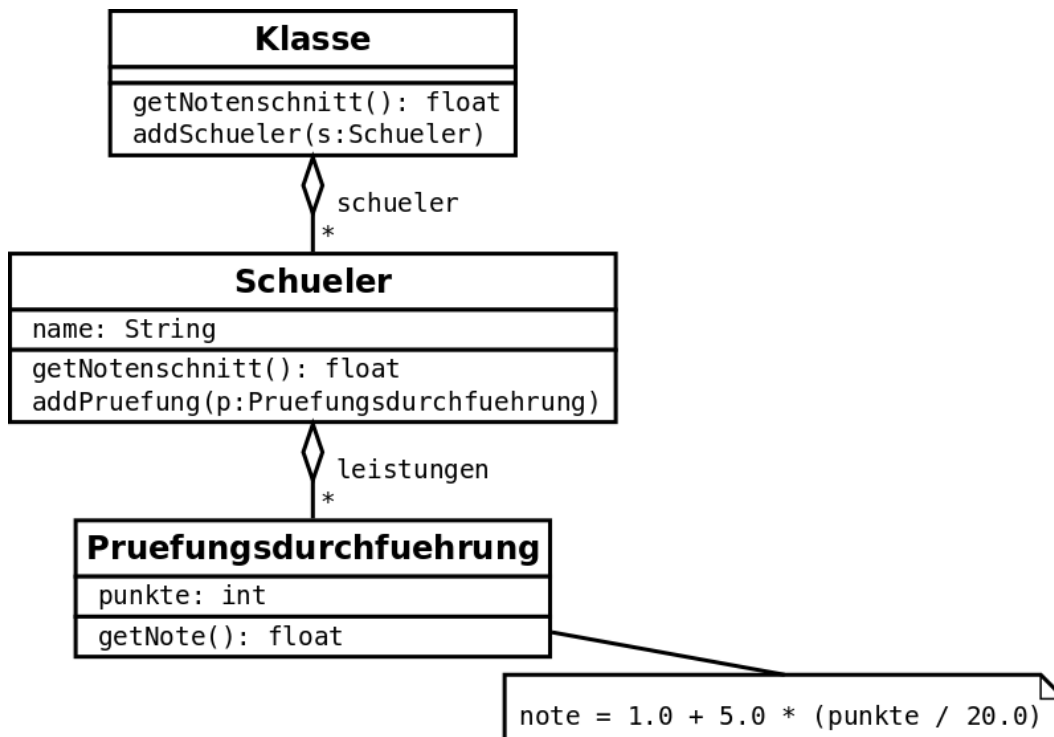 Klasse
getNotenschnitt(): float
addSchueler(s:Schueler)
schueler
*
Schueler
name: String
getNotenschnitt(): float
addPruefung(p:Pruefungsdurchfuehrung)
leistungen
*
Pruefungsdurchfuehrung
punkte: int
getNote(): float
note = 1.0 + 5.0 * (punkte / 20.0)